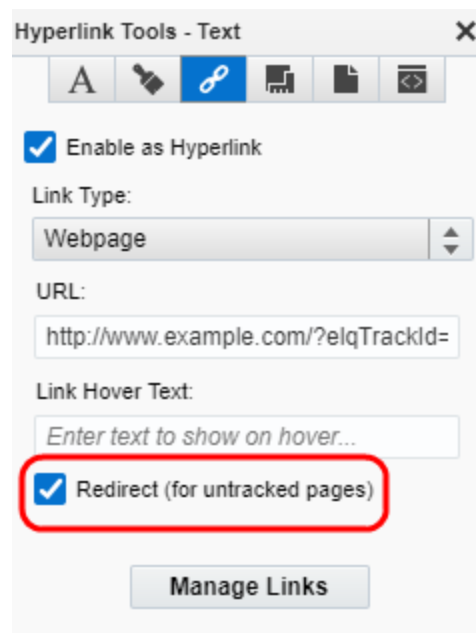 Hyperlink Tools - Text
A
Enable as Hyperlink
Link Type:
Webpage
URL:
http://www.example.com/?elqTrackId=
Link Hover Text:
Enter text to show on hover...
Redirect (for untracked pages)
Manage Links